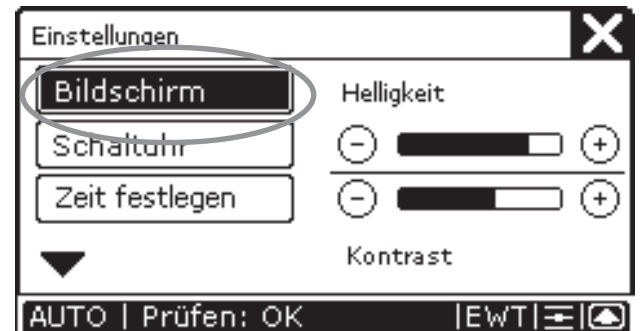 Einstellungen
Bildschirm
Helligkeit
Schaltuhr
Zeit festlegen
Kontrast
AUTO | Prüfen: OK |EWT|